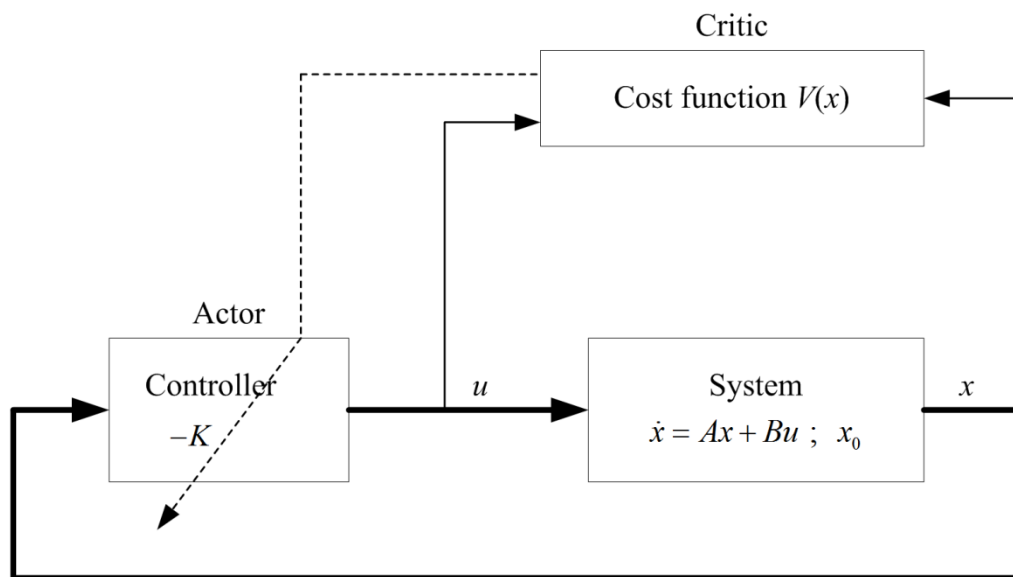 Critic
Cost function V(x)
Actor
Controller
−K
u
System
ẋ = Ax + Bu ; x₀
x